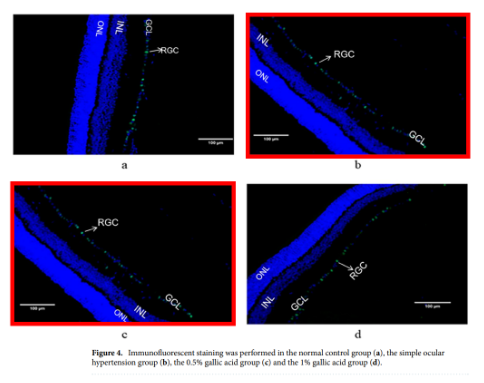 ONL
INL
GCL
RGC
100 µm
a
INL
RGC
ONL
GCL
100 µm
b
RGC
GCL
INL
ONL
100 µm
c
ONL
RGC
INL
GCL
100 µm
d
Figure 4. Immunofluorescent staining was performed in the normal control group (a), the simple ocular
hypertension group (b), the 0.5% gallic acid group (c) and the 1% gallic acid group (d).